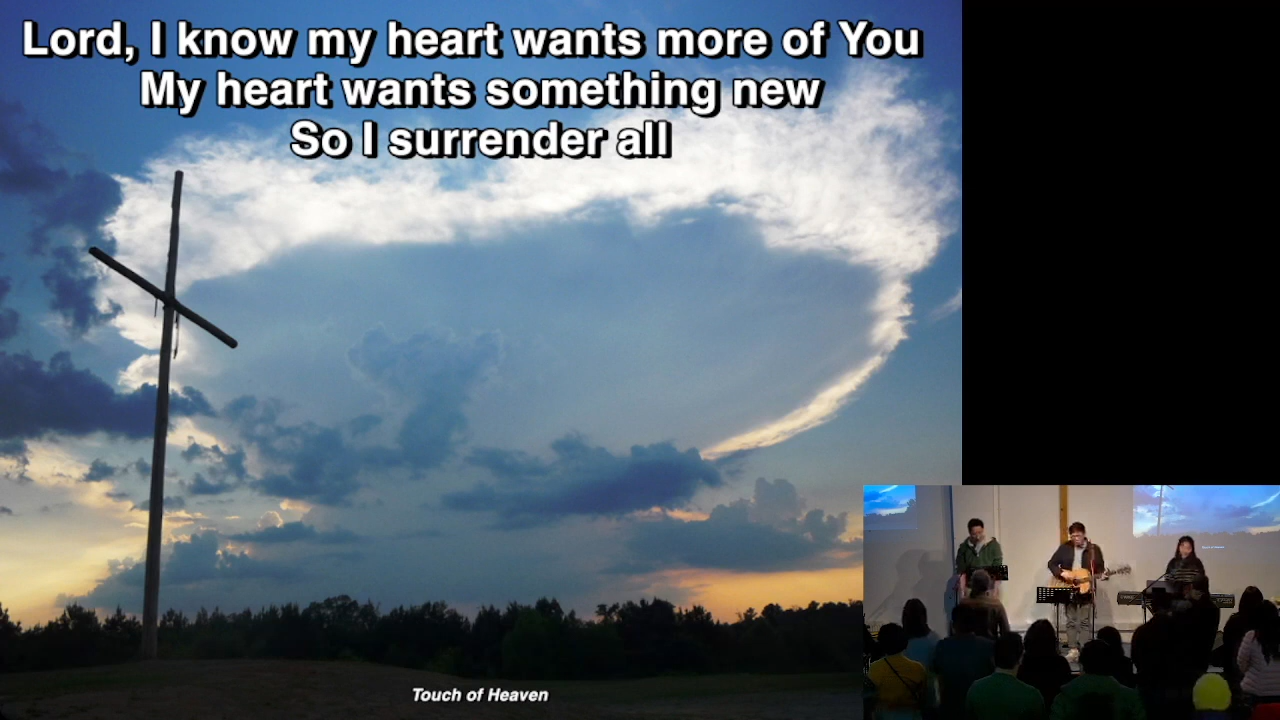 Lord, I know my heart wants more of You
My heart wants something new
So I surrender all
Touch of Heaven